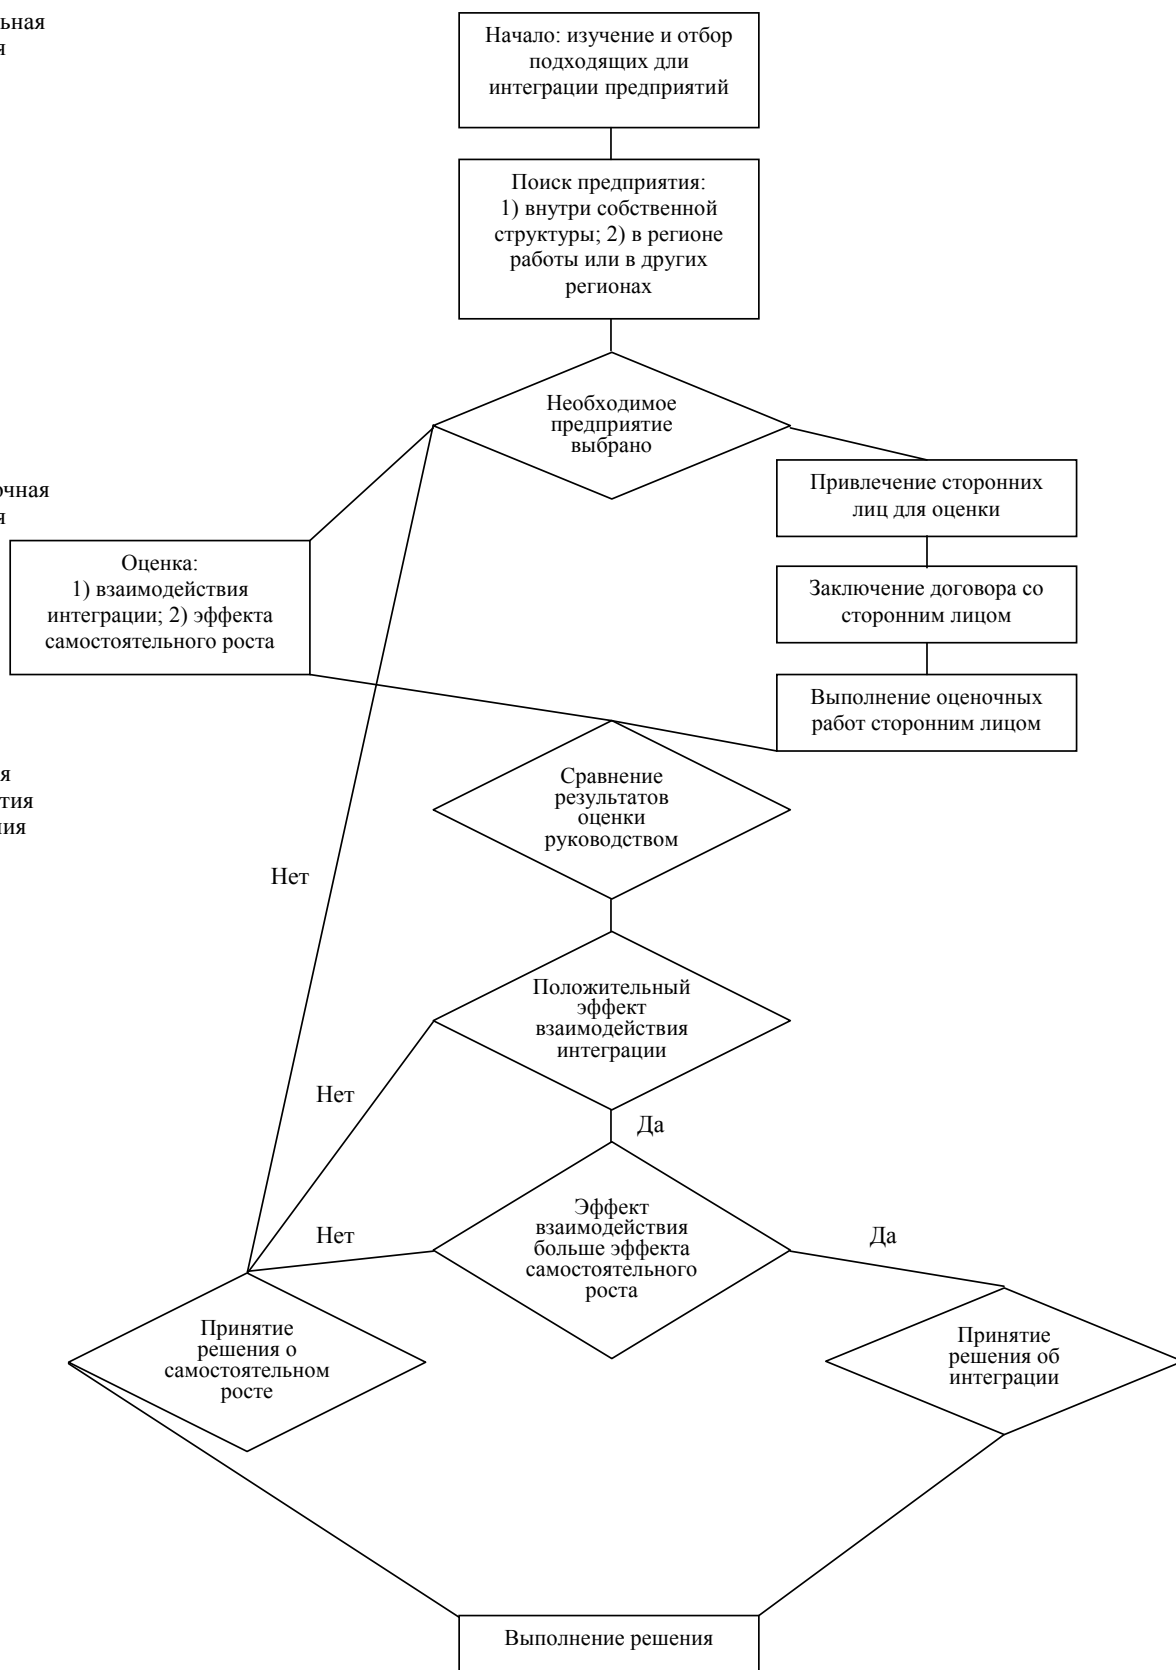 Начало: изучение и отбор
подходящих дли
интеграции предприятий
Поиск предприятия:
1) внутри собственной
структуры; 2) в регионе
работы или в других
регионах
Необходимое
предприятие
выбрано
Привлечение сторонних
лиц для оценки
Оценка:
1) взаимодействия
интеграции; 2) эффекта
самостоятельного роста
Заключение договора со
сторонним лицом
Выполнение оценочных
работ сторонним лицом
Сравнение
результатов
оценки
руководством
Нет
Положительный
эффект
взаимодействия
интеграции
Нет
Да
Эффект
взаимодействия
больше эффекта
самостоятельного
роста
Нет
Да
Принятие
решения о
самостоятельном
росте
Принятие
решения об
интеграции
Выполнение решения